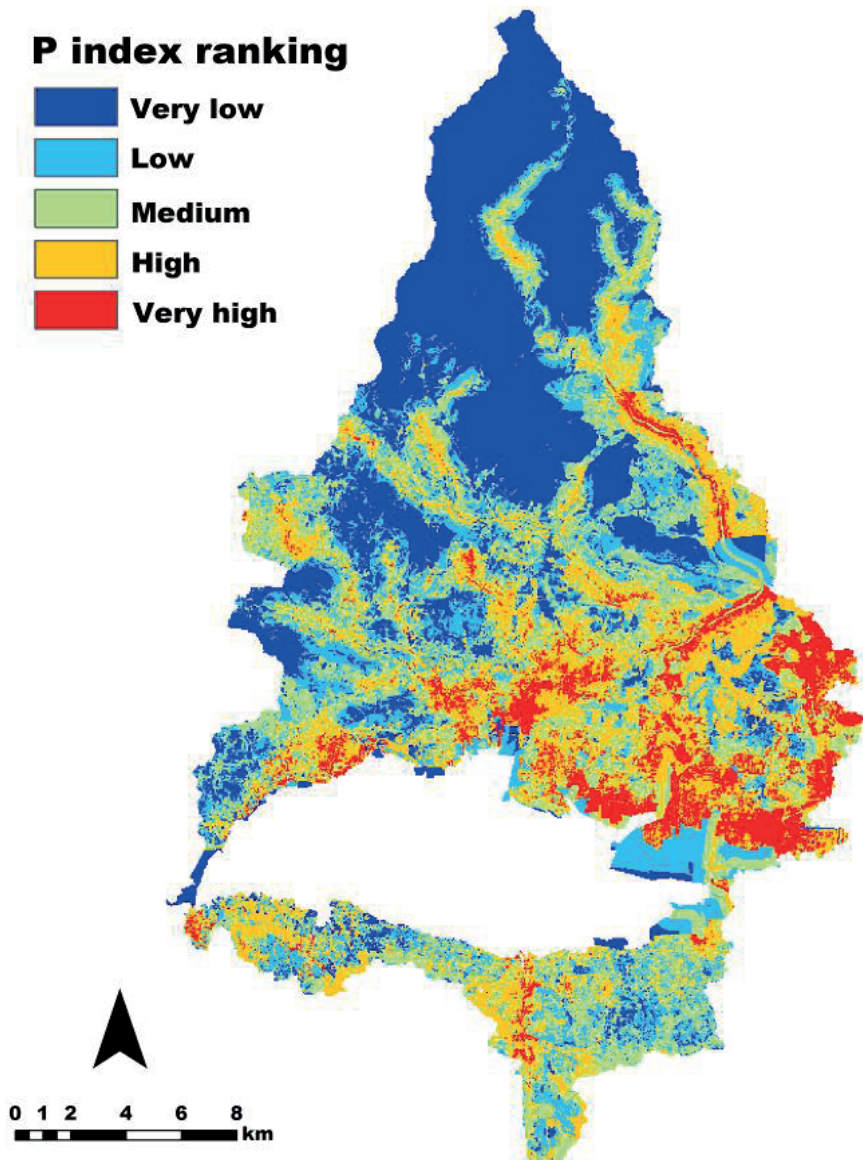 P index ranking
Very low
Low
Medium
High
Very high
0 1 2 4 6 8
km